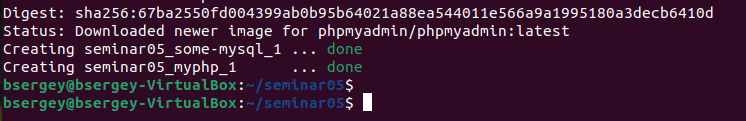 Digest: sha256:67ba2550fd004399ab0b95b64021a88ea544011e566a9a1995180a3decb6410d
Status: Downloaded newer image for phpmyadmin/phpmyadmin:latest
Creating seminar05_some-mysql_1 ... done
Creating seminar05_myphp_1      ... done
bsergey@bsergey-VirtualBox:~/seminar05$
bsergey@bsergey-VirtualBox:~/seminar05$